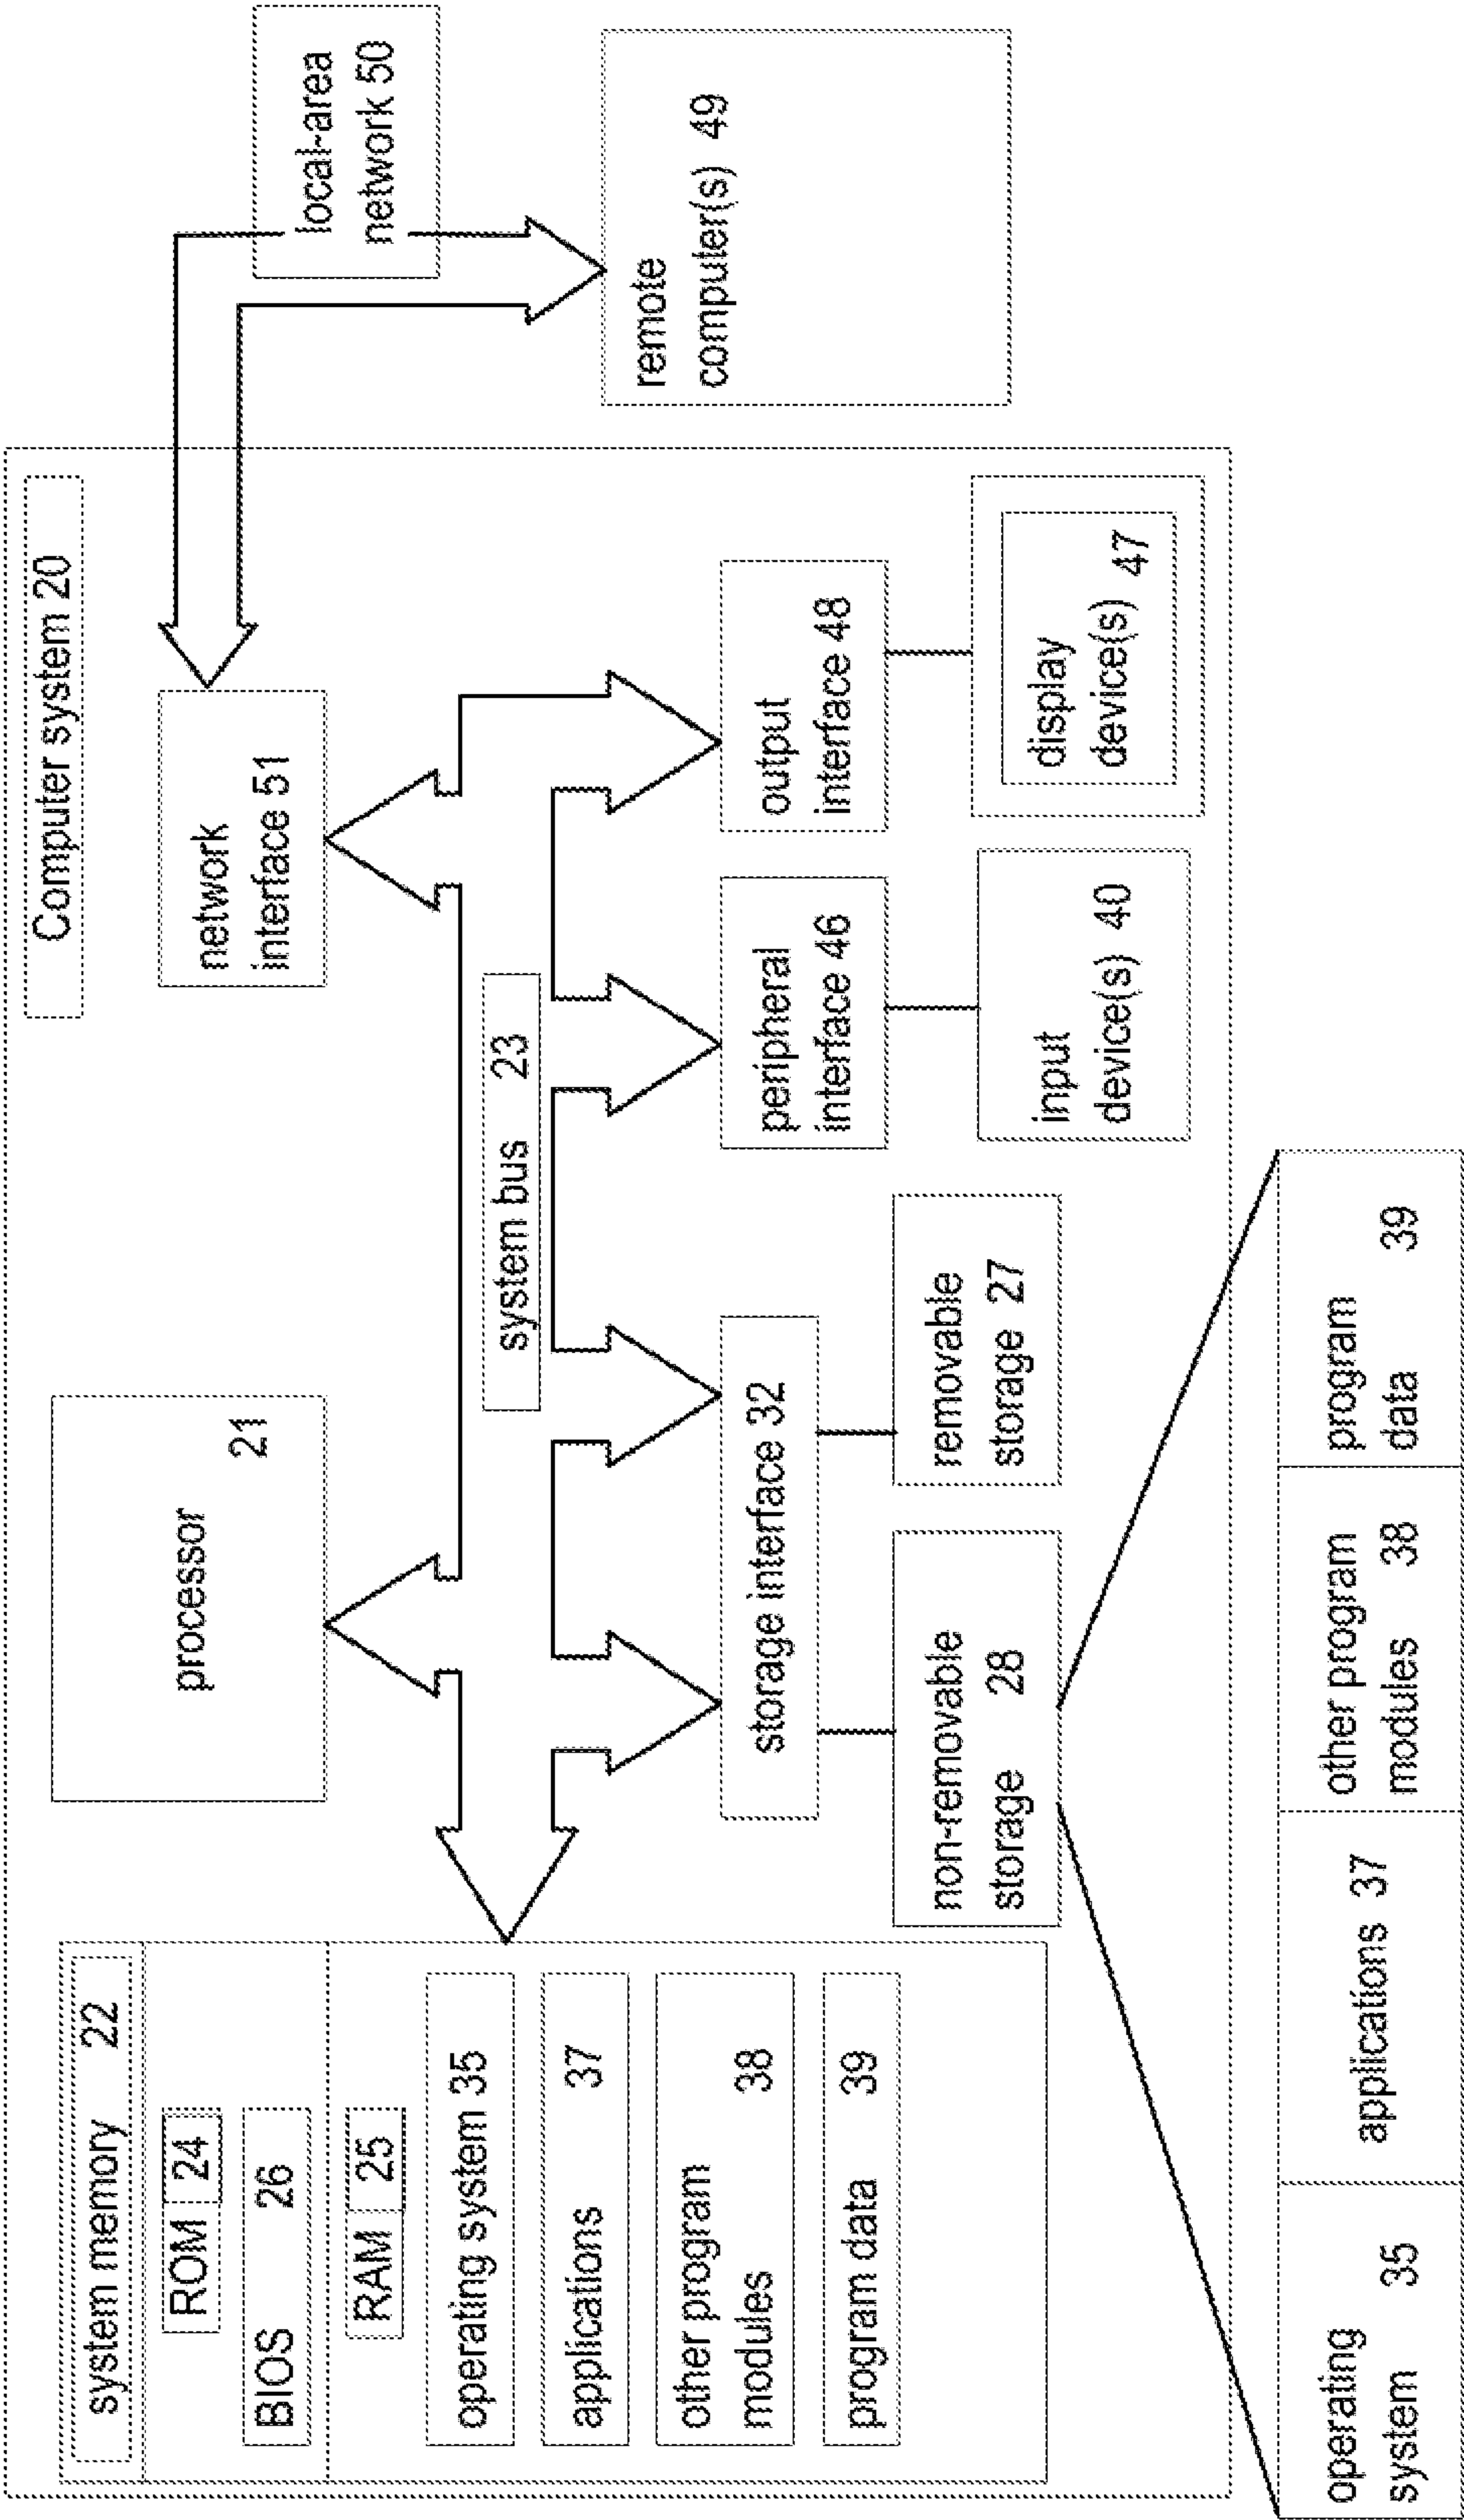 Computer system 20
system memory 22
ROM 24
BIOS 26
RAM 25
operating system 35
applications 37
other program
modules 38
program data 39
processor
21
system bus 23
network
interface 51
local-area
network 50
remote
computer(s) 49
storage interface 32
non-removable
storage 28
removable
storage 27
peripheral
interface 46
input
device(s) 40
output
interface 48
display
device(s) 47
operating
system 35
applications 37
other program
modules 38
program
data 39